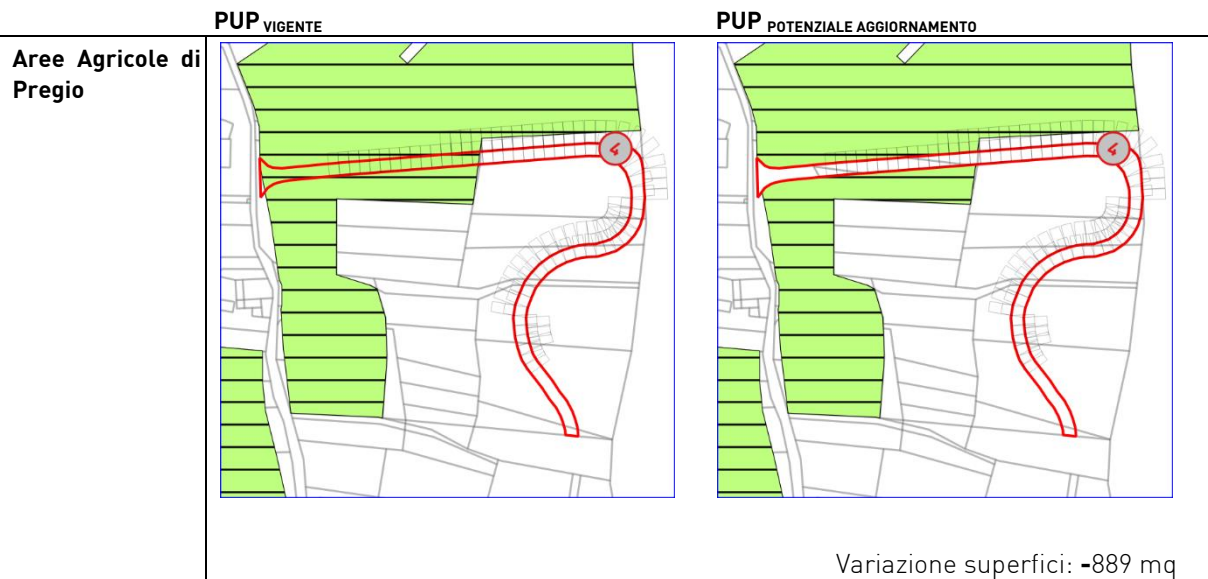 PUP VIGENTE
PUP POTENZIALE AGGIORNAMENTO
Aree Agricole di
Pregio
4
4
Variazione superfici: -889 mq